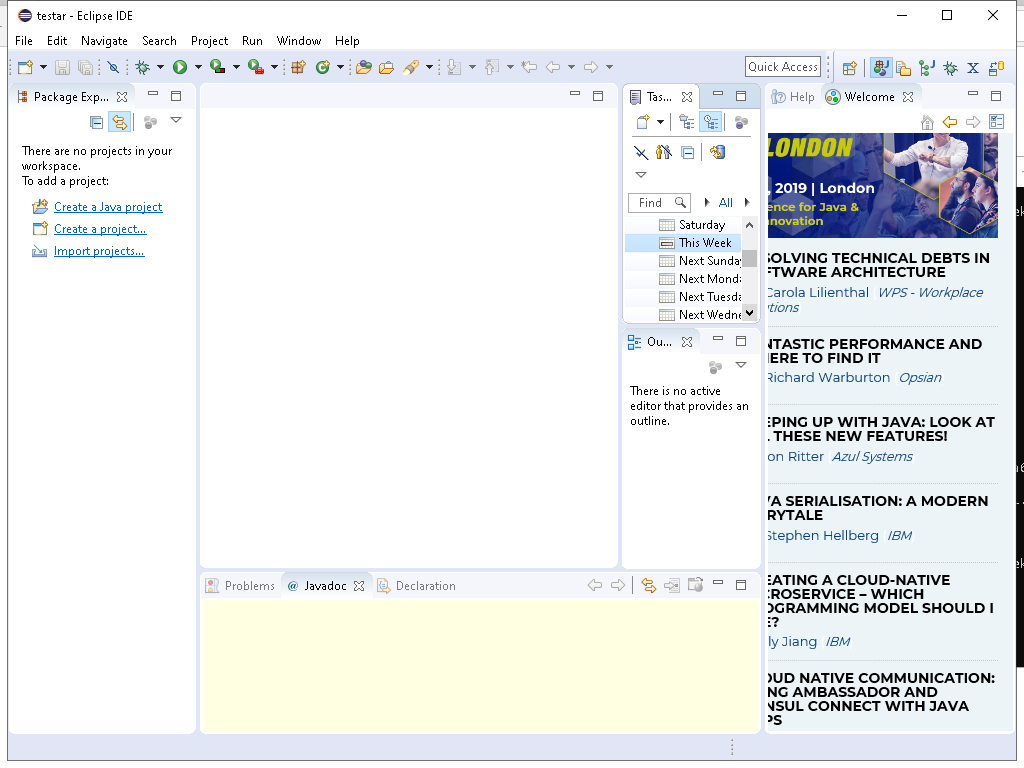 testar - Eclipse IDE
File Edit Navigate Search Project Run Window Help
Quick Access
Package Exp...
There are no projects in your
workspace.
To add a project:
Create a Java project
Create a project...
Import projects...
Tas...
Find
All
Saturday
This Week
Next Sunday
Next Monda
Next Tuesda
Next Wedne
Ou...
There is no active
editor that provides an
outline.
Problems
@ Javadoc
Declaration
Help
Welcome
LONDON
, 2019 | London
ence for Java &
nnovation
SOLVING TECHNICAL DEBTS IN
FTWARE ARCHITECTURE
Carola Lilienthal WPS - Workplace
tions
NTASTIC PERFORMANCE AND
HERE TO FIND IT
Richard Warburton Opsian
EPING UP WITH JAVA: LOOK AT
L THESE NEW FEATURES!
on Ritter Azul Systems
VA SERIALISATION: A MODERN
RYTALE
Stephen Hellberg IBM
EATING A CLOUD-NATIVE
CROSERVICE – WHICH
OGRAMMING MODEL SHOULD I
E?
ly Jiang IBM
OUD NATIVE COMMUNICATION:
NG AMBASSADOR AND
NSUL CONNECT WITH JAVA
PS